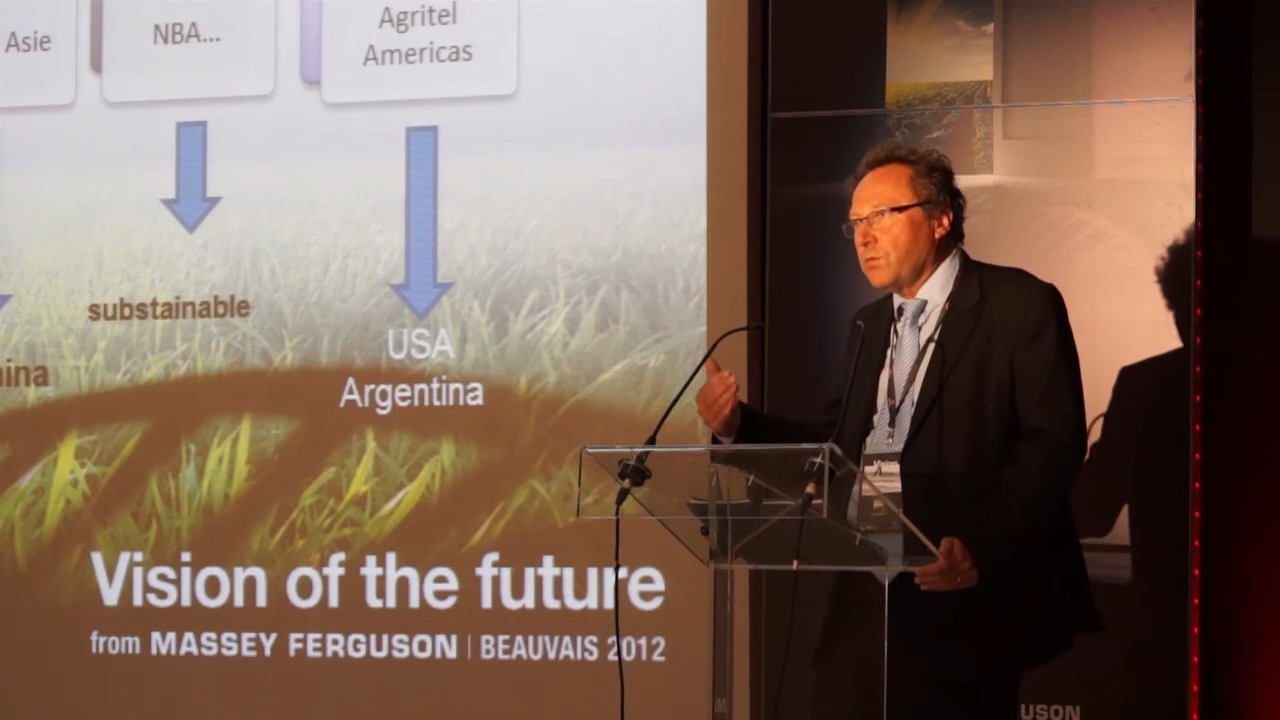 Asie
NBA...
Agritel
Americas
substainable
USA
Argentina
ina
Vision of the future
from MASSEY FERGUSON | BEAUVAIS 2012
USON